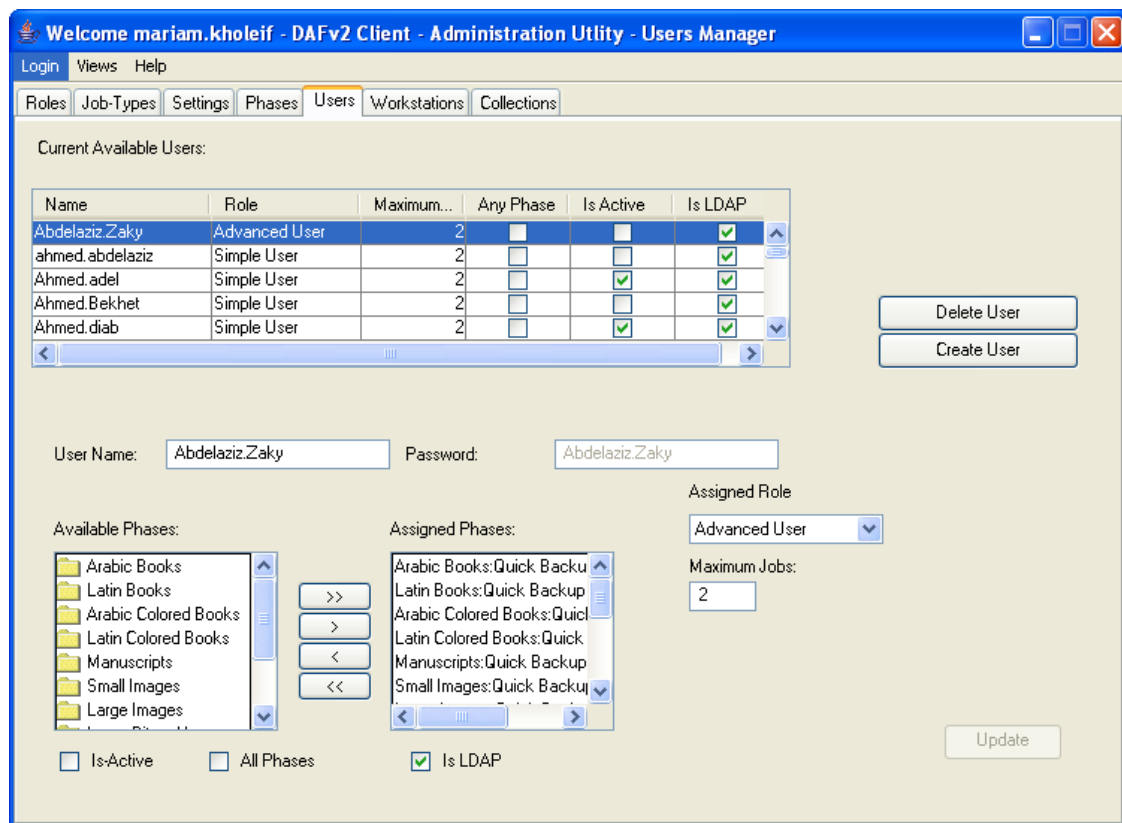 Welcome mariam.kholeif - DAFv2 Client - Administration Utlity - Users Manager
Login Views Help
Roles Job-Types Settings Phases Users Workstations Collections
Current Available Users:
Name Role Maximum... Any Phase Is Active Is LDAP
Abdelaziz.Zaky Advanced User 2
ahmed.abdelaziz Simple User 2
Ahmed.adel Simple User 2
Ahmed.Bekhet Simple User 2
Ahmed.diab Simple User 2
Delete User
Create User
User Name: Abdelaziz.Zaky Password: Abdelaziz.Zaky
Assigned Role
Advanced User
Maximum Jobs:
2
Available Phases:
Arabic Books
Latin Books
Arabic Colored Books
Latin Colored Books
Manuscripts
Small Images
Large Images
>>
>
<
<<
Assigned Phases:
Arabic Books:Quick Backu
Latin Books:Quick Backup
Arabic Colored Books:Quick
Latin Colored Books:Quick
Manuscripts:Quick Backup
Small Images:Quick Backup
Is-Active All Phases Is LDAP
Update